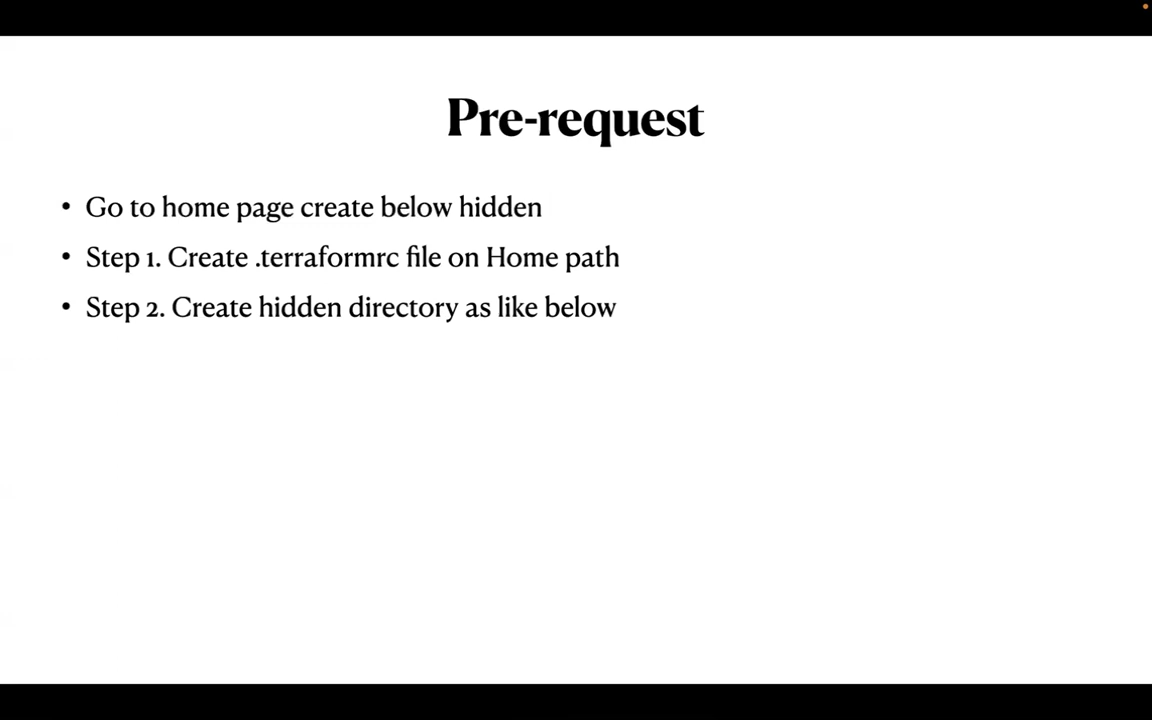 Pre-request
• Go to home page create below hidden
• Step 1. Create .terraformrc file on Home path
• Step 2. Create hidden directory as like below